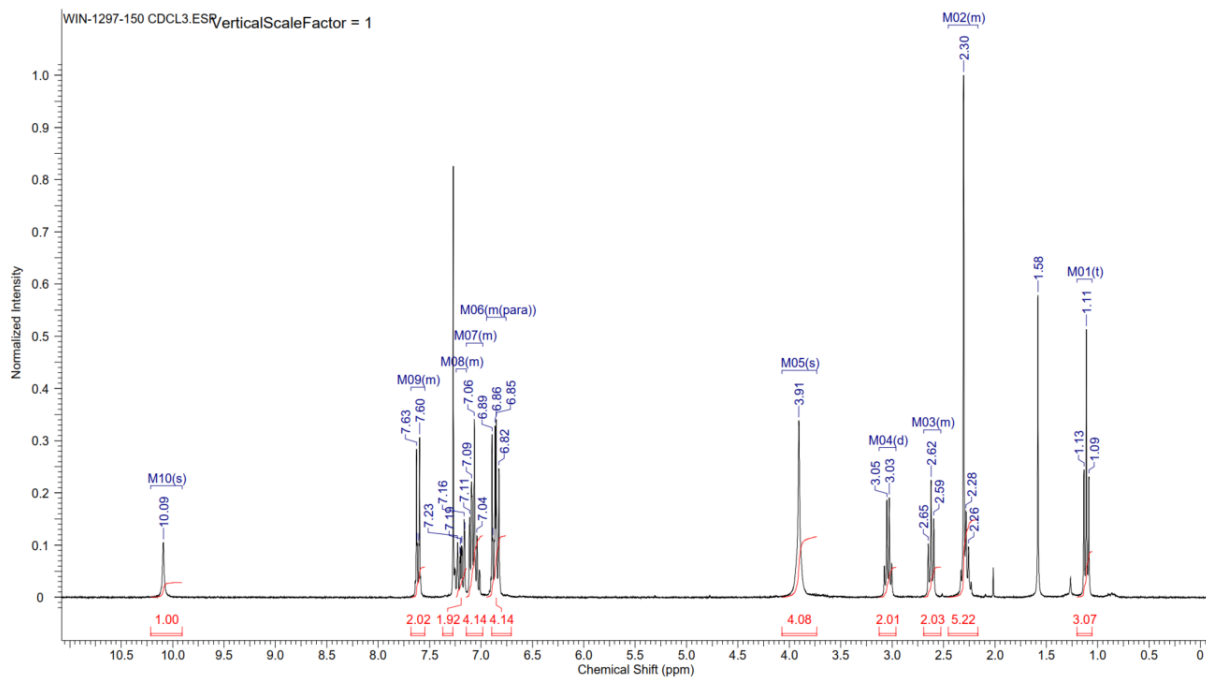 WIN-1297-150 CDCL3.ESP
VerticalScaleFactor = 1
M02(m)
2.30
1.0
0.9
0.8
0.7
0.6
0.5
0.4
0.3
0.2
0.1
0
Normalized Intensity
M10(s)
10.09
M09(m)
7.63
7.60
M08(m)
7.23
7.19
7.16
M07(m)
7.11
7.09
7.06
7.04
M06(m(para))
6.89
6.86
6.85
6.82
M05(s)
3.91
M04(d)
3.05
3.03
M03(m)
2.65
2.62
2.59
2.28
2.26
1.58
M01(t)
1.13
1.11
1.09
1.00 2.02 1.92 4.14 4.14 4.08 2.01 2.03 5.22 3.07
10.5 10.0 9.5 9.0 8.5 8.0 7.5 7.0 6.5 6.0 5.5 5.0 4.5 4.0 3.5 3.0 2.5 2.0 1.5 1.0 0.5 0
Chemical Shift (ppm)